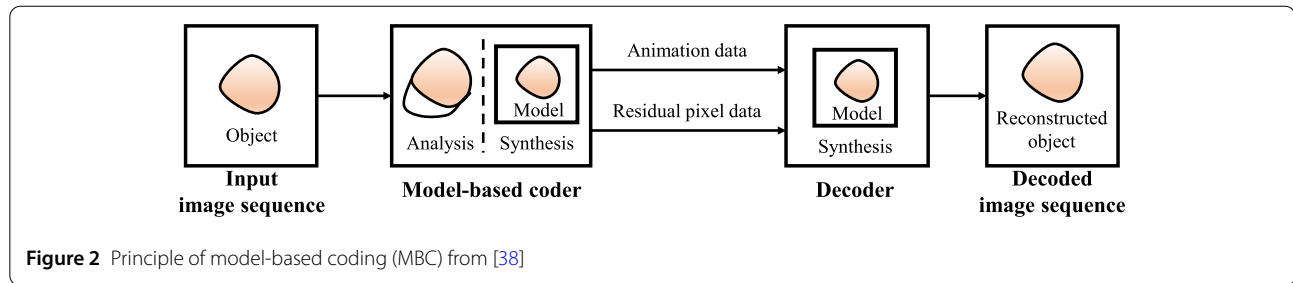 Object
Input
image sequence
Analysis
Model
Synthesis
Model-based coder
Animation data
Residual pixel data
Model
Synthesis
Decoder
Reconstructed
object
Decoded
image sequence
Figure 2 Principle of model-based coding (MBC) from [38]